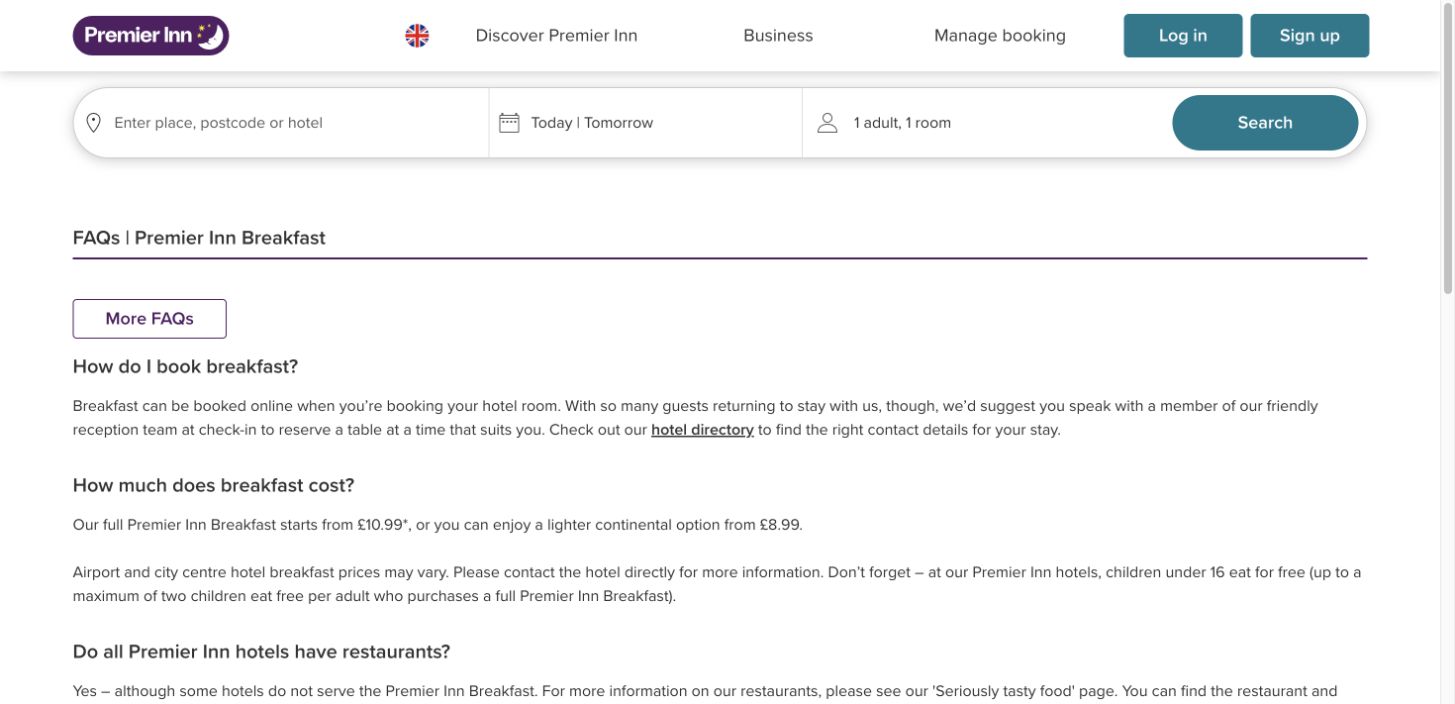 Premier Inn
Discover Premier Inn
Business
Manage booking
Log in
Sign up
Enter place, postcode or hotel
Today | Tomorrow
1 adult, 1 room
Search
FAQs | Premier Inn Breakfast
More FAQs
How do I book breakfast?
Breakfast can be booked online when you’re booking your hotel room. With so many guests returning to stay with us, though, we’d suggest you speak with a member of our friendly
reception team at check-in to reserve a table at a time that suits you. Check out our hotel directory to find the right contact details for your stay.
How much does breakfast cost?
Our full Premier Inn Breakfast starts from £10.99*, or you can enjoy a lighter continental option from £8.99.
Airport and city centre hotel breakfast prices may vary. Please contact the hotel directly for more information. Don’t forget – at our Premier Inn hotels, children under 16 eat for free (up to a
maximum of two children eat free per adult who purchases a full Premier Inn Breakfast).
Do all Premier Inn hotels have restaurants?
Yes – although some hotels do not serve the Premier Inn Breakfast. For more information on our restaurants, please see our 'Seriously tasty food' page. You can find the restaurant and